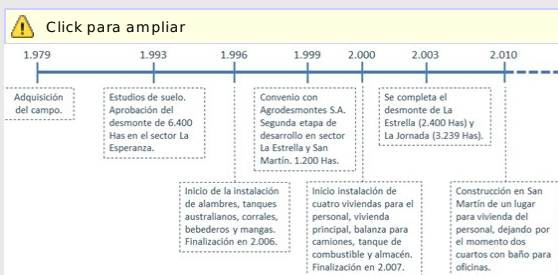 Click para ampliar
1.979 1.993 1.996 1.999 2.000 2.003 2.010
Adquisición
del campo.
Estudios de suelo.
Aprobación del
desmonte de 6.400
Has en el sector La
Esperanza.
Convenio con
Agrodesmontes S.A.
Segunda etapa de
desarrollo en sector
La Estrella y San
Martín. 1.200 Has.
Se completa el
desmonte de La
Estrella (2.400 Has) y
La Jornada (3.239 Has).
Inicio de la instalación
de alambres, tanques
australianos, corrales,
bebederos y mangas.
Finalización en 2.006.
Inicio instalación de
cuatro viviendas para el
personal, vivienda
principal, balanza para
camiones, tanque de
combustible y almacén.
Finalización en 2.007.
Construcción en San
Martín de un lugar
para vivienda del
personal, dejando por
el momento dos
cuartos con baño para
oficinas.